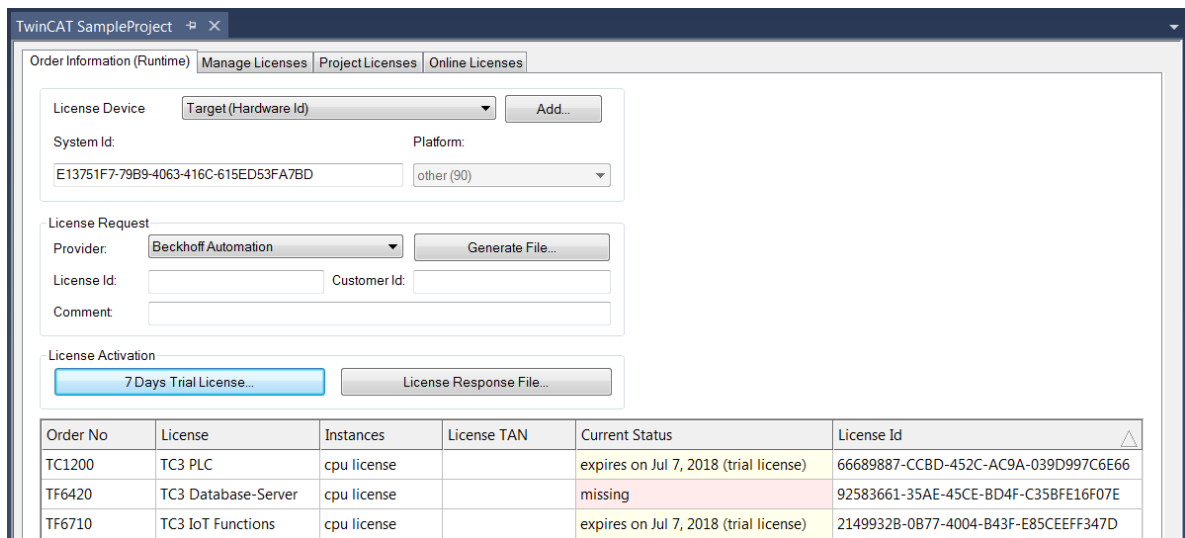 TwinCAT SampleProject
Order Information (Runtime) Manage Licenses Project Licenses Online Licenses
License Device Target (Hardware Id) Add...
System Id: Platform:
E13751F7-79B9-4063-416C-615ED53FA7BD other (90)
License Request
Provider: Beckhoff Automation Generate File...
License Id: Customer Id:
Comment:
License Activation
7 Days Trial License... License Response File...
Order No License Instances License TAN Current Status License Id
TC1200 TC3 PLC cpu license expires on Jul 7, 2018 (trial license) 66689887-CCBD-452C-AC9A-039D997C6E66
TF6420 TC3 Database-Server cpu license missing 92583661-35AE-45CE-BD4F-C35BFE16F07E
TF6710 TC3 IoT Functions cpu license expires on Jul 7, 2018 (trial license) 2149932B-0B77-4004-B43F-E85CEEFF347D